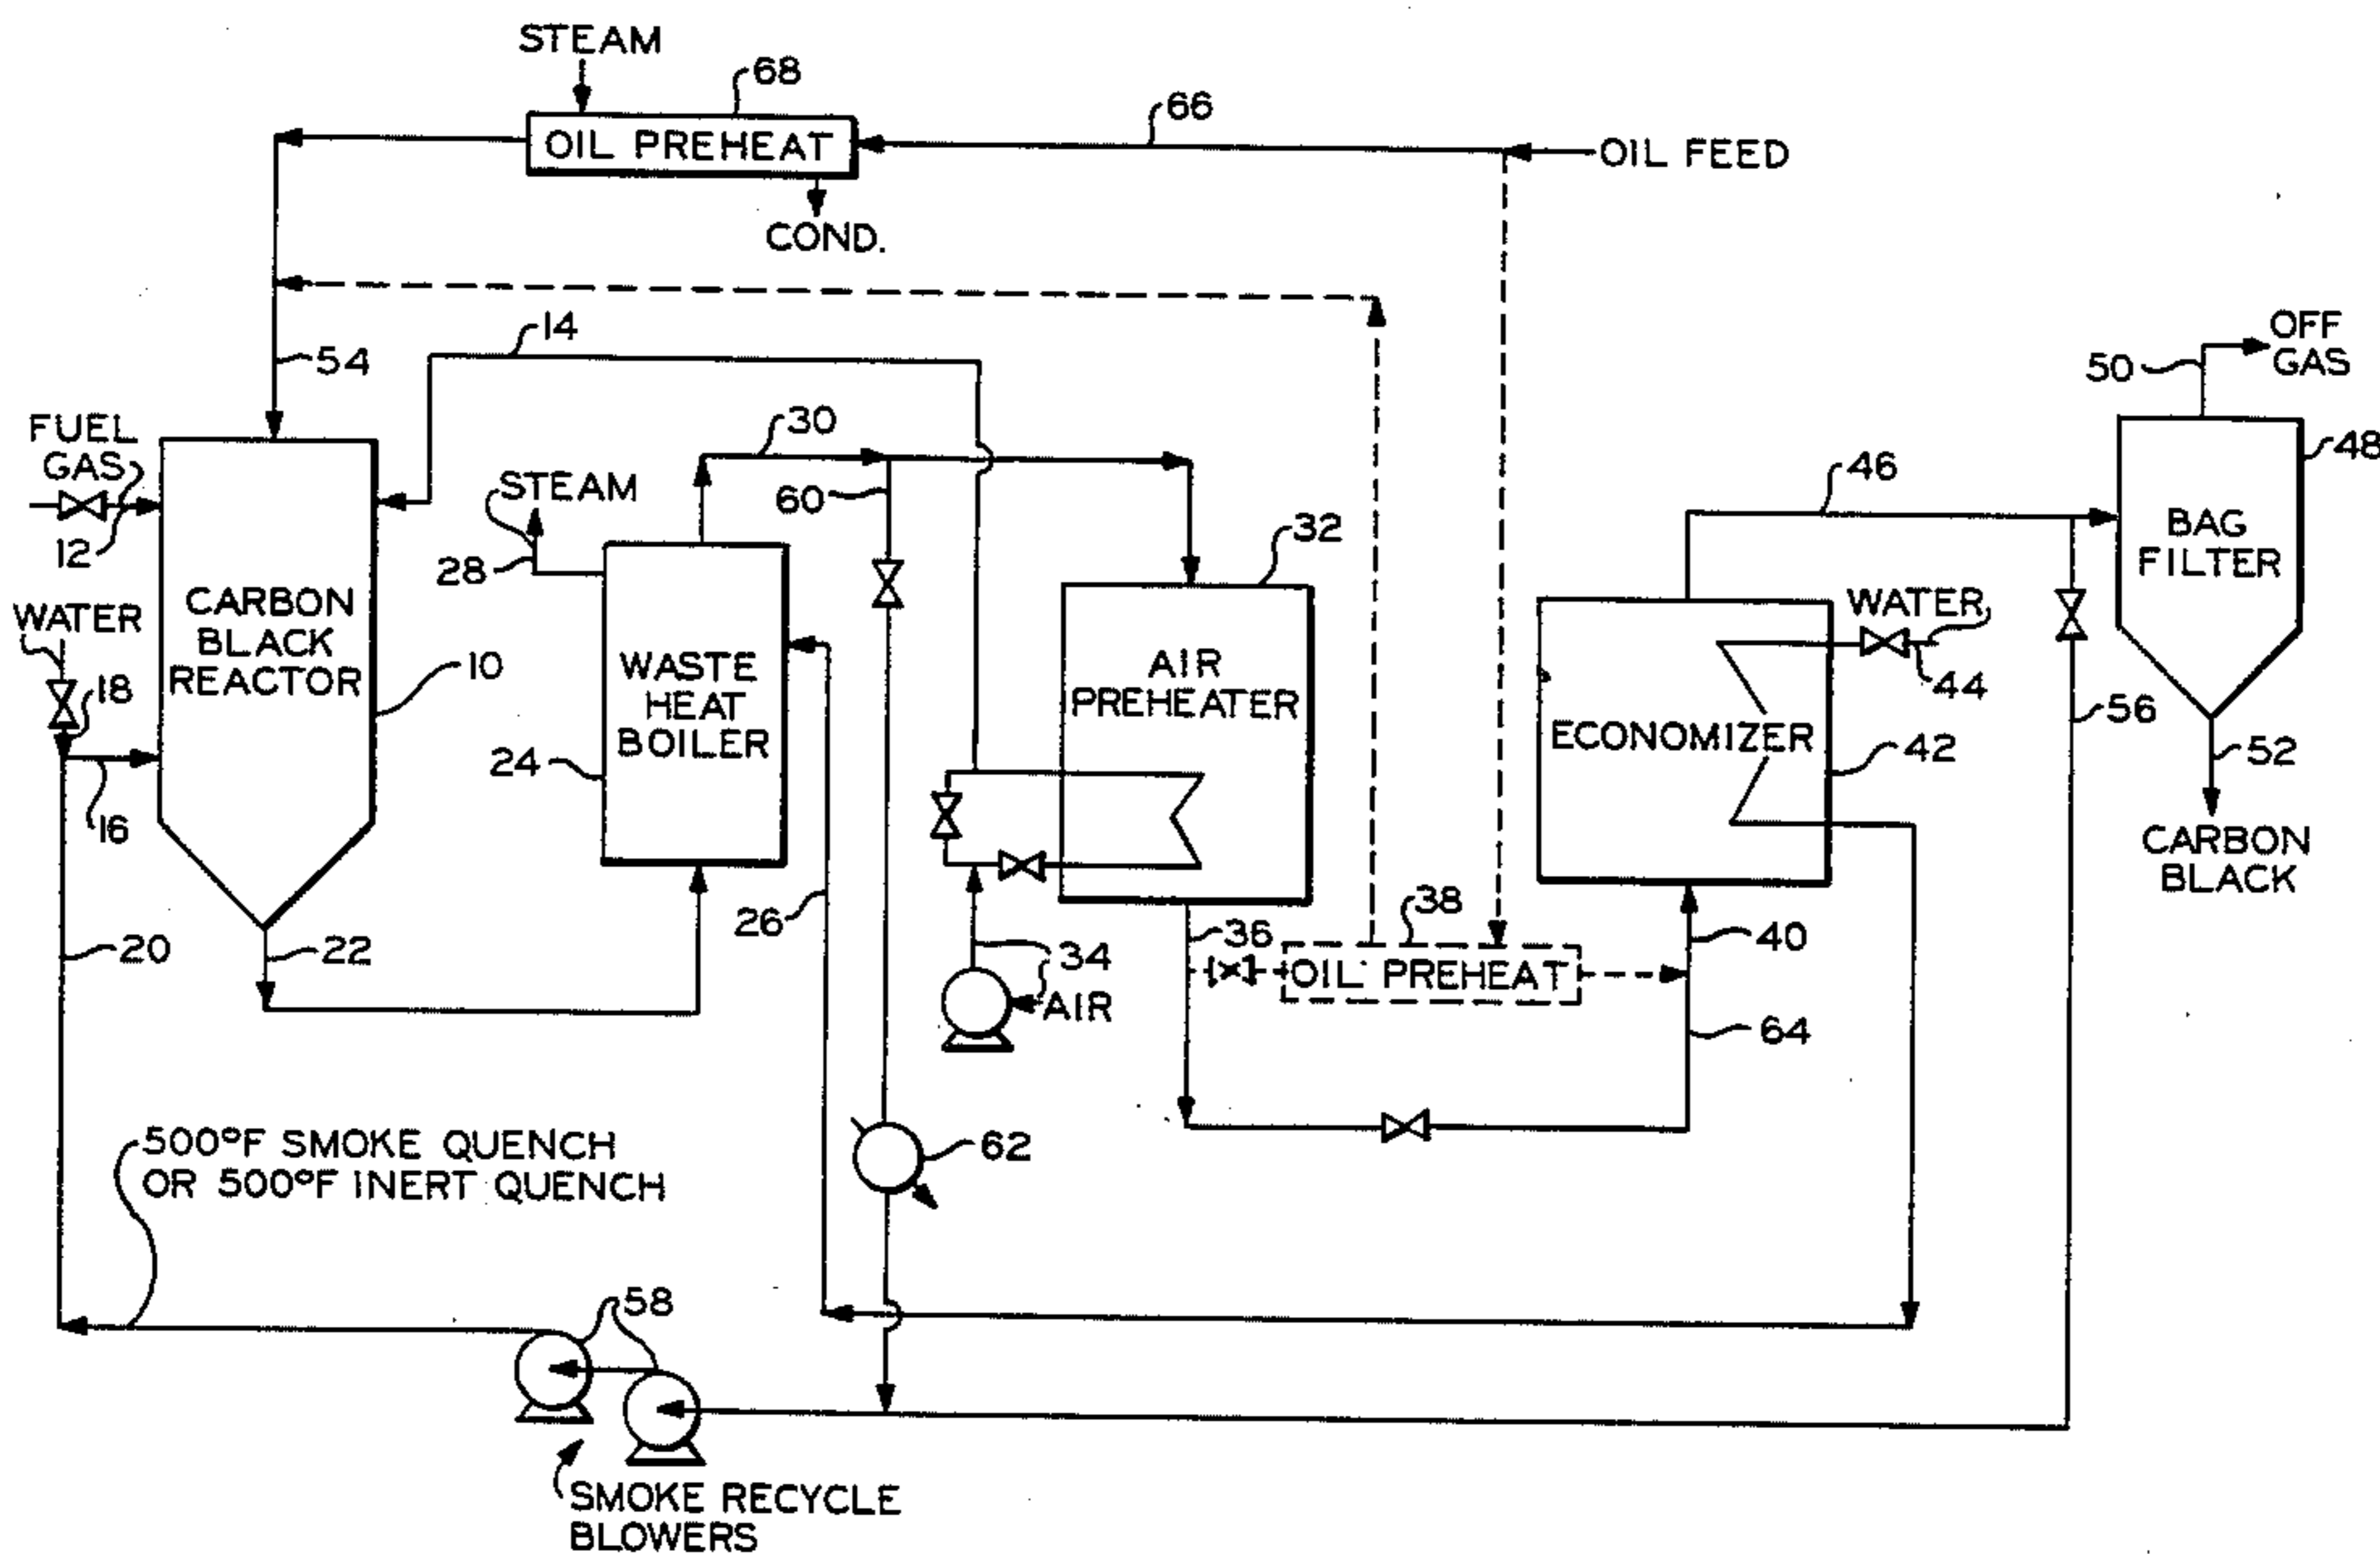 STEAM
68
66
OIL PREHEAT
OIL FEED
COND.
14
OFF
GAS
50
54
30
FUEL
GAS
48
46
STEAM
60
32
BAG
FILTER
12
28
WATER
CARBON
BLACK
REACTOR
WATER
10
WASTE
HEAT
BOILER
AIR
PREHEATER
18
44
56
ECONOMIZER
42
52
24
16
CARBON
BLACK
26
38
36
40
20
22
34
OIL PREHEAT
AIR
64
500°F SMOKE QUENCH
OR 500°F INERT QUENCH
62
58
SMOKE RECYCLE
BLOWERS